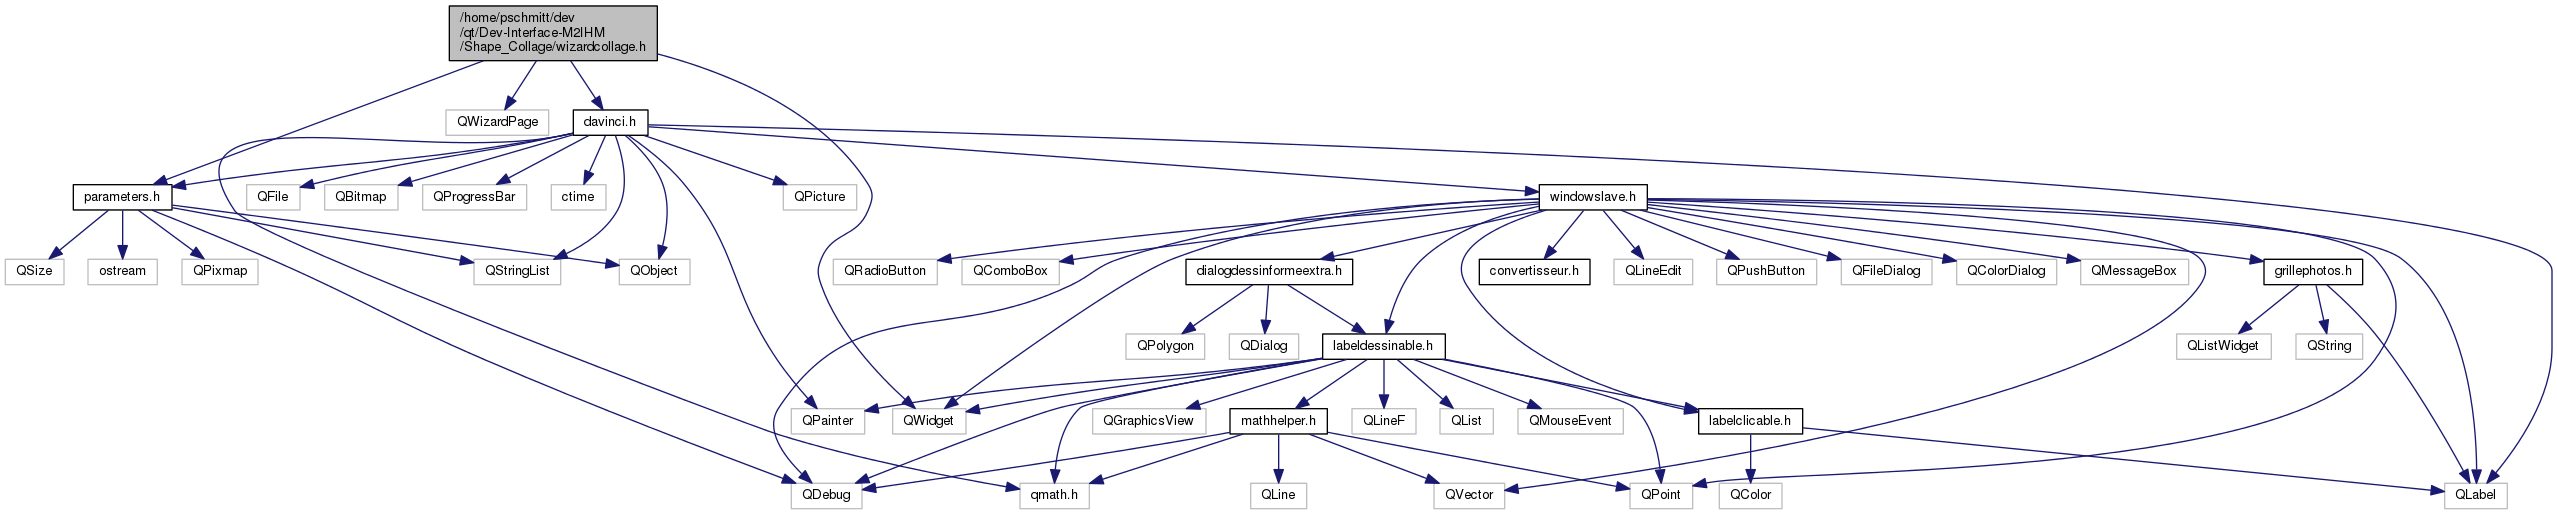 /home/pschmitt/dev
/qt/Dev-Interface-M2IHM
/Shape_Collage/wizardcollage.h
QWizardPage
davinci.h
parameters.h
QFile
QBitmap
QProgressBar
ctime
QPicture
windowslave.h
QSize
ostream
QPixmap
QStringList
QObject
QRadioButton
QComboBox
dialogdessinformeextra.h
convertisseur.h
QLineEdit
QPushButton
QFileDialog
QColorDialog
QMessageBox
grillephotos.h
QPolygon
QDialog
labeldessinable.h
QListWidget
QString
QPainter
QWidget
QGraphicsView
mathhelper.h
QLineF
QList
QMouseEvent
labelclicable.h
QDebug
qmath.h
QLine
QVector
QPoint
QColor
QLabel